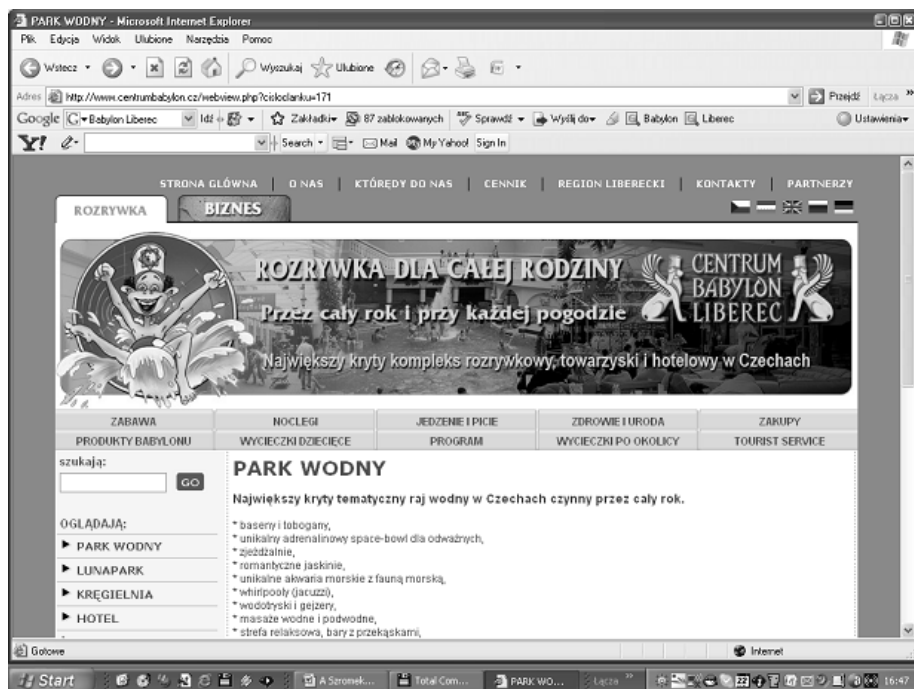 PARK WODNY - Microsoft Internet Explorer
Plik Edycja Widok Ulubione Narzędzia Pomoc
Wstecz Wyszukaj Ulubione
Adres http://www.centrumbabylon.cz/webview.php?cisloclanku=171 Przejdź Łącza »
Google G Babylon Liberec Idź Zakładki 87 zablokowanych Sprawdź Wyślij do Babylon Liberec Ustawienia
Y! Search Mail My Yahoo! Sign In
STRONA GŁÓWNA | O NAS | KTÓRĘDY DO NAS | CENNIK | REGION LIBERECKI | KONTAKTY | PARTNERZY
ROZRYWKA BIZNES
ROZRYWKA DLA CAŁEJ RODZINY
Przez cały rok i przy każdej pogodzie
Największy kryty kompleks rozrywkowy, towarzyski i hotelowy w Czechach
CENTRUM
BABYLON
LIBEREC
ZABAWA NOCLEGI JEDZENIE I PICIE ZDROWIE I URODA ZAKUPY
PRODUKTY BABYLONU WYCIECZKI DZIECIĘCE PROGRAM WYCIECZKI PO OKOLICY TOURIST SERVICE
szukają:
GO
OGLĄDAJĄ:
PARK WODNY
LUNAPARK
KRĘGIELNIA
HOTEL
PARK WODNY
Największy kryty tematyczny raj wodny w Czechach czynny przez cały rok.
* baseny i tobogany,
* unikalny adrenalinowy space-bowl dla odważnych,
* zjeżdżalnie,
* romantyczne jaskinie,
* unikalne akwaria morskie z fauną morską,
* whirlpooly (jacuzzi),
* wodotryski i gejzery,
* masaże wodne i podwodne,
* strefa relaksowa, bary z przekąskami,
Gotowe Internet
Start A Szromek... Total Com... PARK WO... Łącza » 16:47